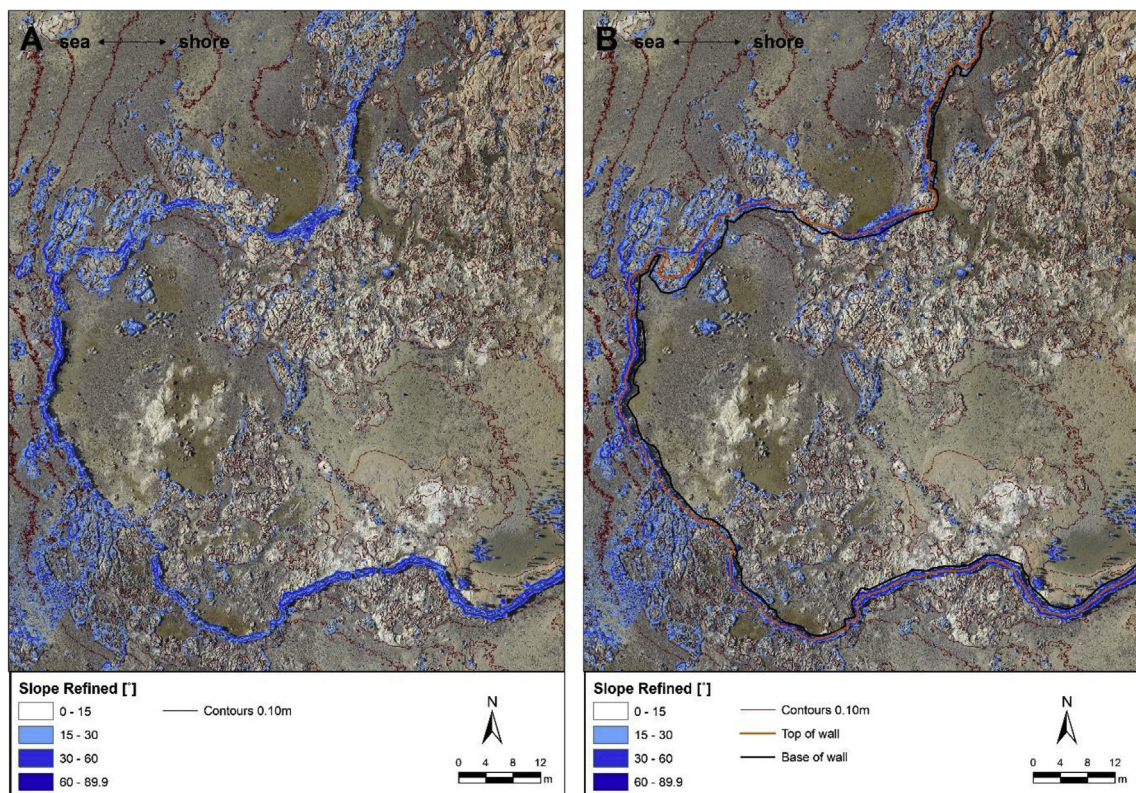 A
sea ←→ shore
Slope Refined [°]
0 - 15
15 - 30
30 - 60
60 - 89.9
Contours 0.10m
N
0 4 8 12
m
B
sea ←→ shore
Slope Refined [°]
0 - 15
15 - 30
30 - 60
60 - 89.9
Contours 0.10m
Top of wall
Base of wall
N
0 4 8 12
m